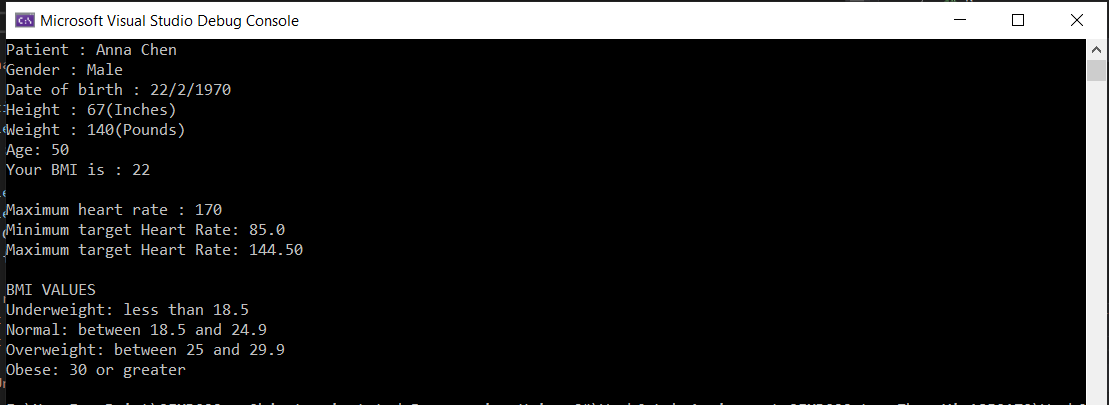 Microsoft Visual Studio Debug Console
Patient : Anna Chen
Gender : Male
Date of birth : 22/2/1970
Height : 67(Inches)
Weight : 140(Pounds)
Age: 50
Your BMI is : 22
Maximum heart rate : 170
Minimum target Heart Rate: 85.0
Maximum target Heart Rate: 144.50
BMI VALUES
Underweight: less than 18.5
Normal: between 18.5 and 24.9
Overweight: between 25 and 29.9
Obese: 30 or greater